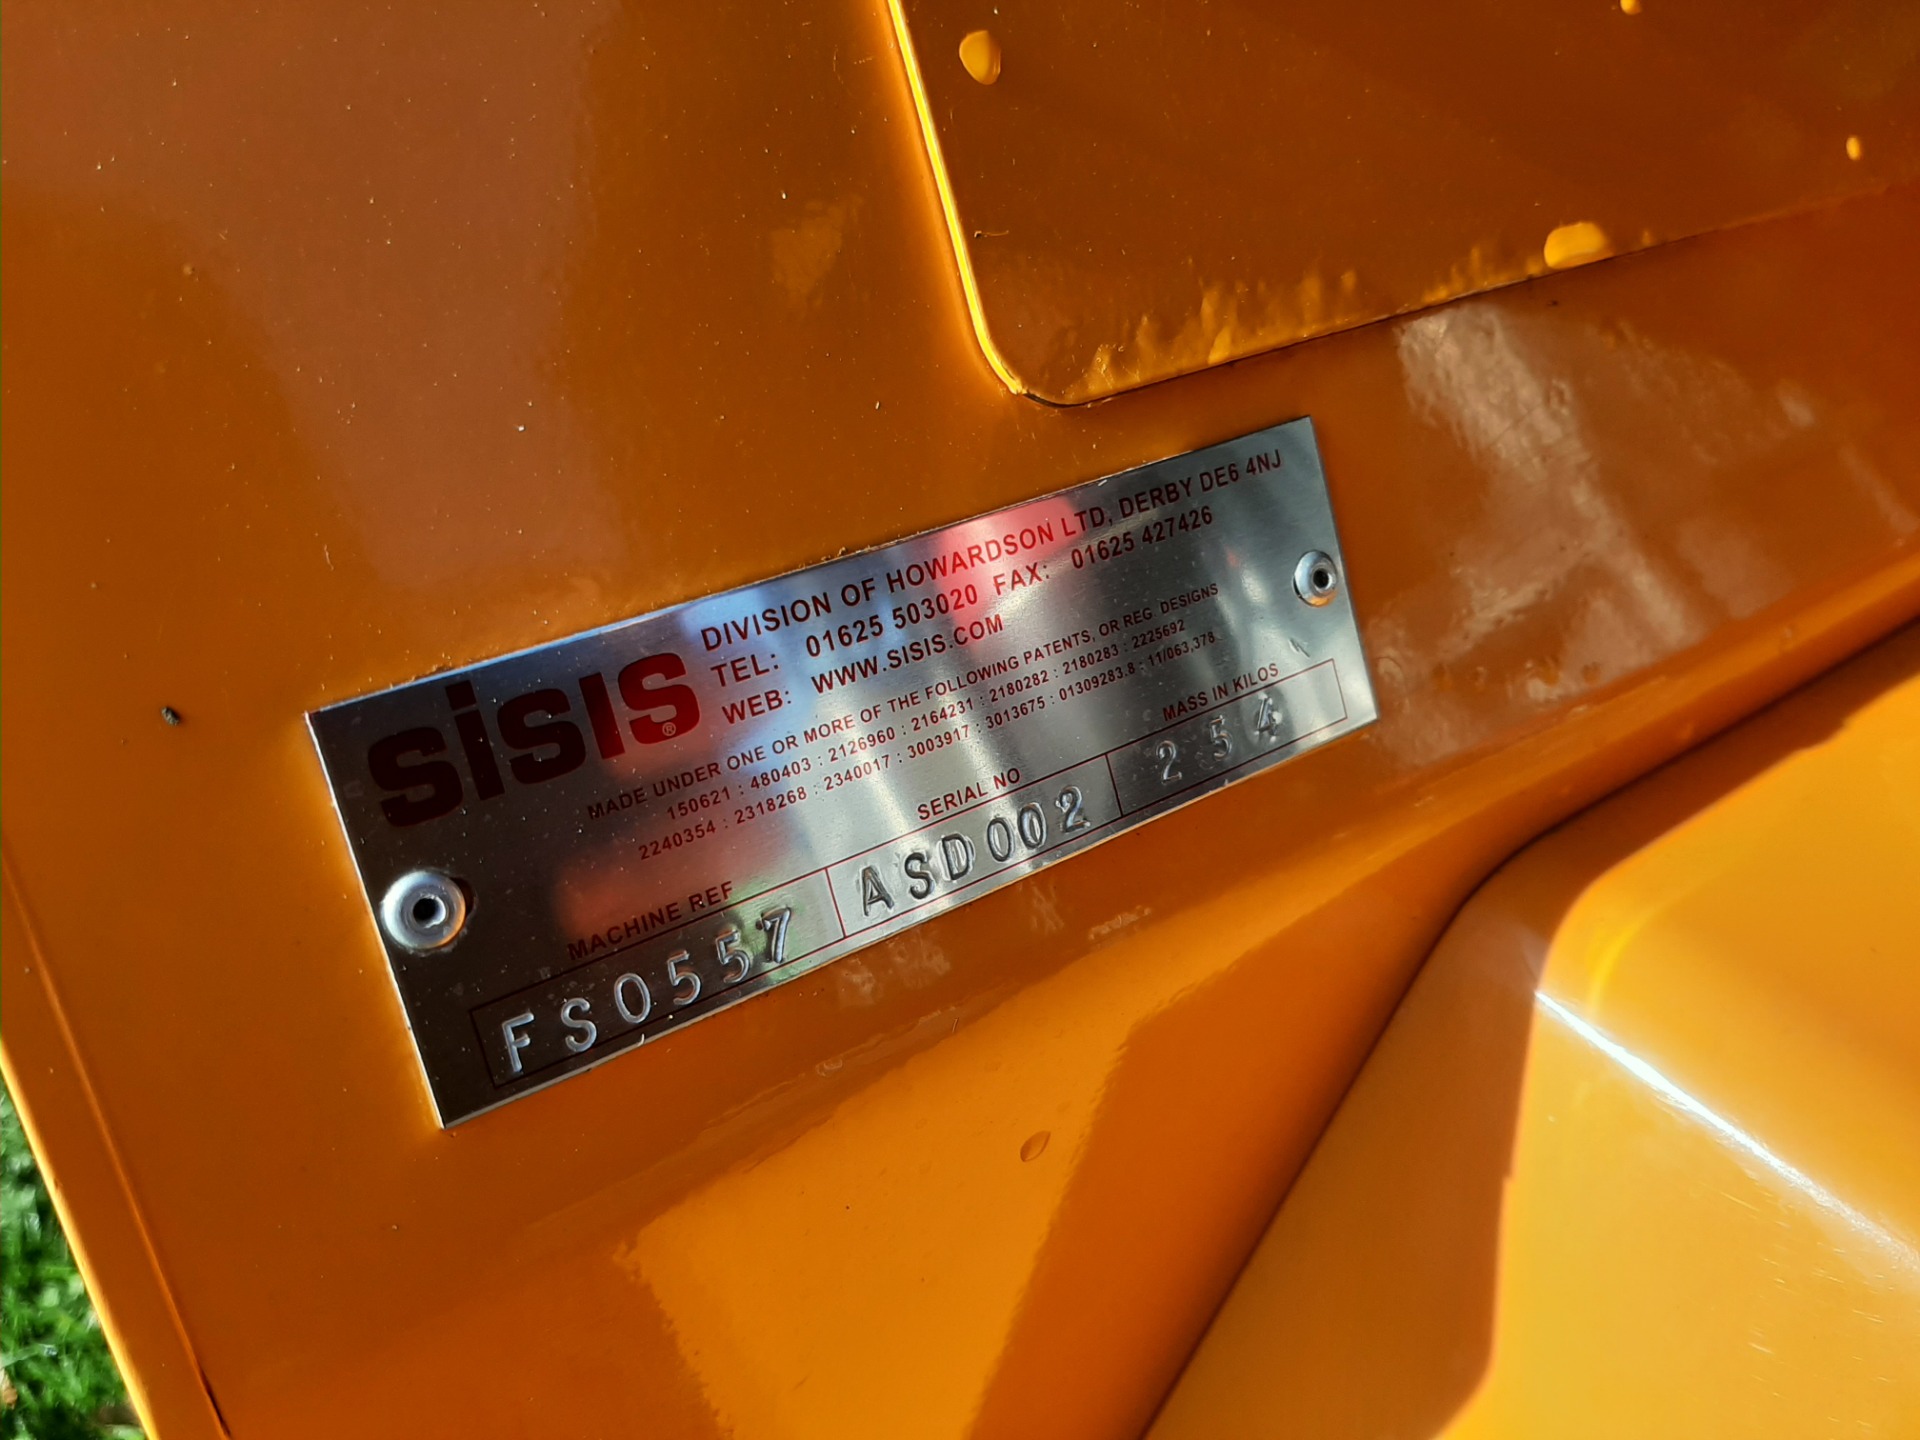 SISIS®
DIVISION OF HOWARDSON LTD, DERBY DE6 4NJ
TEL: 01625 503020 FAX: 01625 427426
WEB: WWW.SISIS.COM
MADE UNDER ONE OR MORE OF THE FOLLOWING PATENTS, OR REG. DESIGNS
150621 : 480403 : 2126960 : 2164231 : 2180282 : 2180283 : 2225692
2240354 : 2318268 : 2340017 : 3003917 : 3013675 : 01309283.8 : 11/063,378
MACHINE REF SERIAL NO MASS IN KILOS
FS0557 ASD002 254